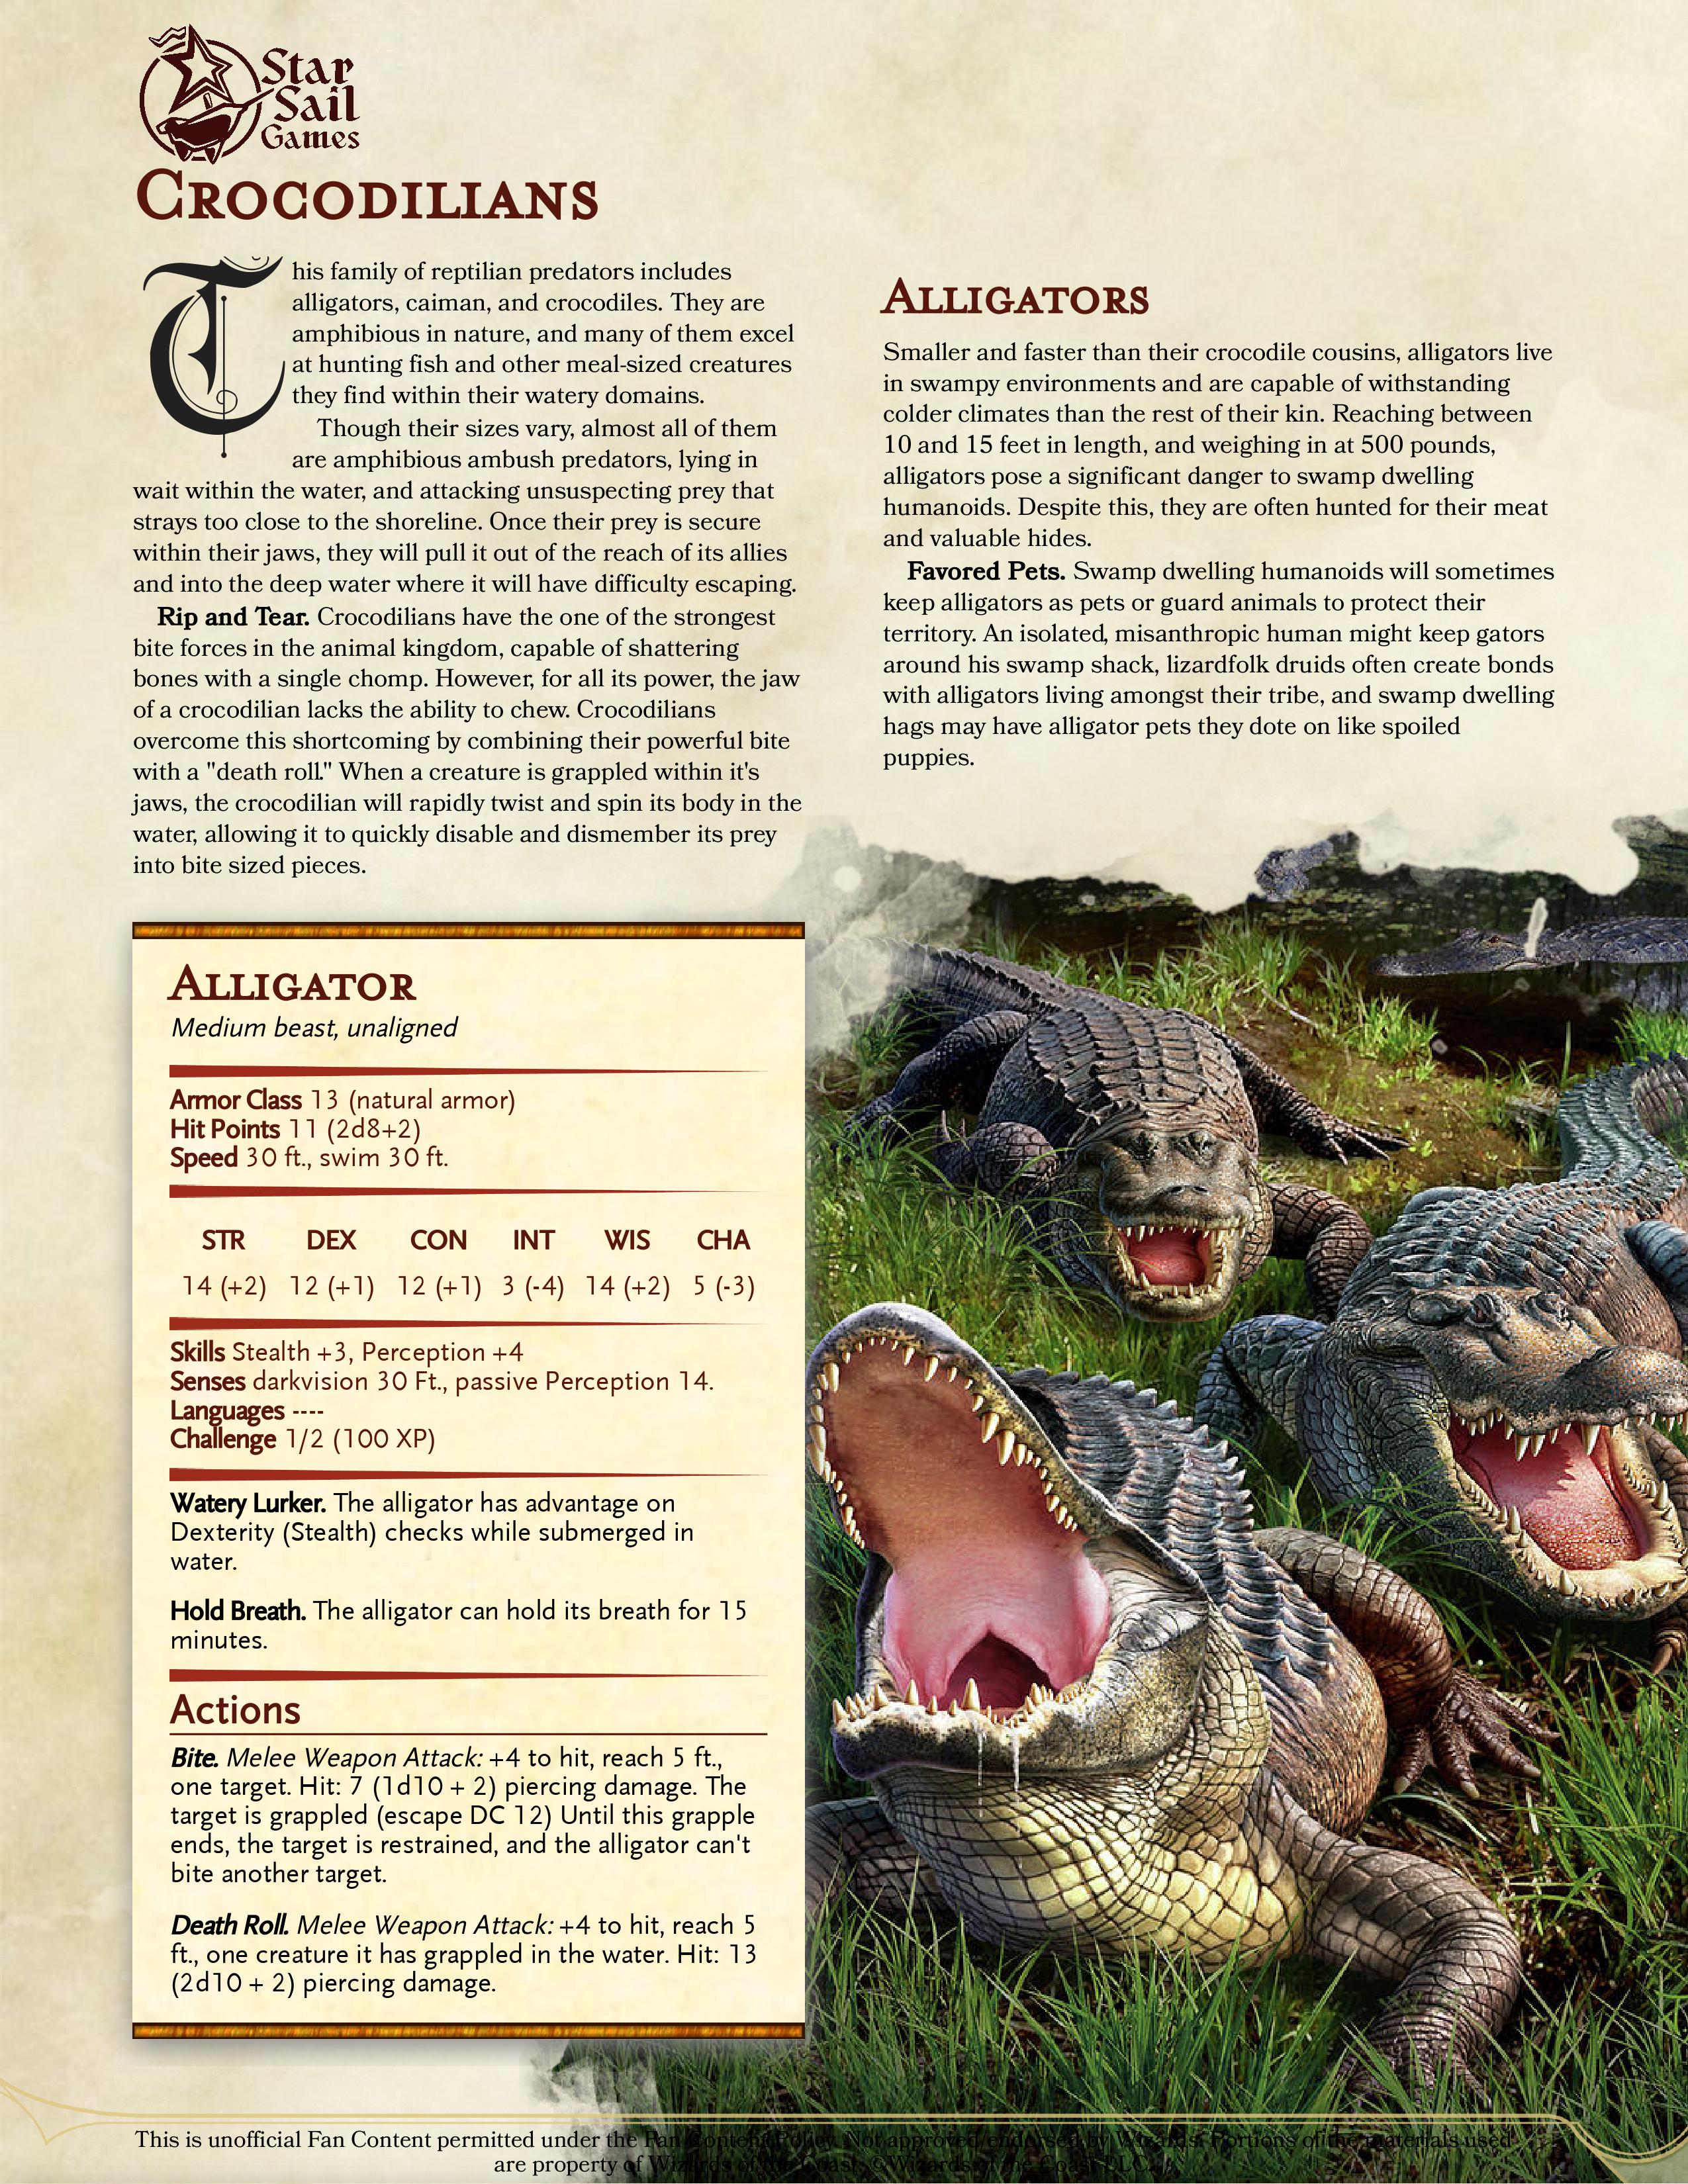 Star
Sail
Games
Crocodilians
This family of reptilian predators includes
alligators, caiman, and crocodiles. They are
amphibious in nature, and many of them excel
at hunting fish and other meal-sized creatures
they find within their watery domains.
Though their sizes vary, almost all of them
are amphibious ambush predators, lying in
wait within the water, and attacking unsuspecting prey that
strays too close to the shoreline. Once their prey is secure
within their jaws, they will pull it out of the reach of its allies
and into the deep water where it will have difficulty escaping.
Rip and Tear. Crocodilians have the one of the strongest
bite forces in the animal kingdom, capable of shattering
bones with a single chomp. However, for all its power, the jaw
of a crocodilian lacks the ability to chew. Crocodilians
overcome this shortcoming by combining their powerful bite
with a "death roll." When a creature is grappled within it's
jaws, the crocodilian will rapidly twist and spin its body in the
water, allowing it to quickly disable and dismember its prey
into bite sized pieces.
Alligator
Medium beast, unaligned
Armor Class 13 (natural armor)
Hit Points 11 (2d8+2)
Speed 30 ft., swim 30 ft.
STR DEX CON INT WIS CHA
14 (+2) 12 (+1) 12 (+1) 3 (-4) 14 (+2) 5 (-3)
Skills Stealth +3, Perception +4
Senses darkvision 30 Ft., passive Perception 14.
Languages ----
Challenge 1/2 (100 XP)
Watery Lurker. The alligator has advantage on
Dexterity (Stealth) checks while submerged in
water.
Hold Breath. The alligator can hold its breath for 15
minutes.
Actions
Bite. Melee Weapon Attack: +4 to hit, reach 5 ft.,
one target. Hit: 7 (1d10 + 2) piercing damage. The
target is grappled (escape DC 12) Until this grapple
ends, the target is restrained, and the alligator can't
bite another target.
Death Roll. Melee Weapon Attack: +4 to hit, reach 5
ft., one creature it has grappled in the water. Hit: 13
(2d10 + 2) piercing damage.
Alligators
Smaller and faster than their crocodile cousins, alligators live
in swampy environments and are capable of withstanding
colder climates than the rest of their kin. Reaching between
10 and 15 feet in length, and weighing in at 500 pounds,
alligators pose a significant danger to swamp dwelling
humanoids. Despite this, they are often hunted for their meat
and valuable hides.
Favored Pets. Swamp dwelling humanoids will sometimes
keep alligators as pets or guard animals to protect their
territory. An isolated, misanthropic human might keep gators
around his swamp shack, lizardfolk druids often create bonds
with alligators living amongst their tribe, and swamp dwelling
hags may have alligator pets they dote on like spoiled
puppies.
This is unofficial Fan Content permitted under the Fan Content Policy. Not approved/endorsed by Wizards. Portions of the materials used
are property of Wizards of the Coast. ©Wizards of the Coast LLC.